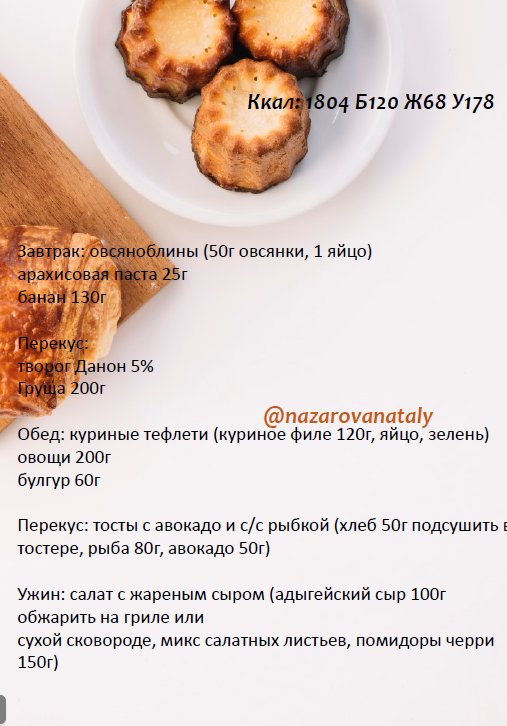 Ккал: 1804 Б120 Ж68 У178
Завтрак: овсяноблины (50г овсянки, 1 яйцо)
арахисовая паста 25г
банан 130г
Перекус:
творог Данон 5%
Груша 200г
@nazarovanataly
Обед: куриные тефлети (куриное филе 120г, яйцо, зелень)
овощи 200г
булгур 60г
Перекус: тосты с авокадо и с/с рыбкой (хлеб 50г подсушить в
тостере, рыба 80г, авокадо 50г)
Ужин: салат с жареным сыром (адыгейский сыр 100г
обжарить на гриле или
сухой сковороде, микс салатных листьев, помидоры черри
150г)